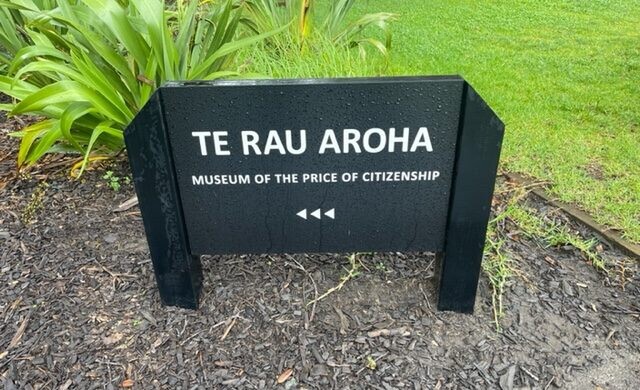 TE RAU AROHA
MUSEUM OF THE PRICE OF CITIZENSHIP